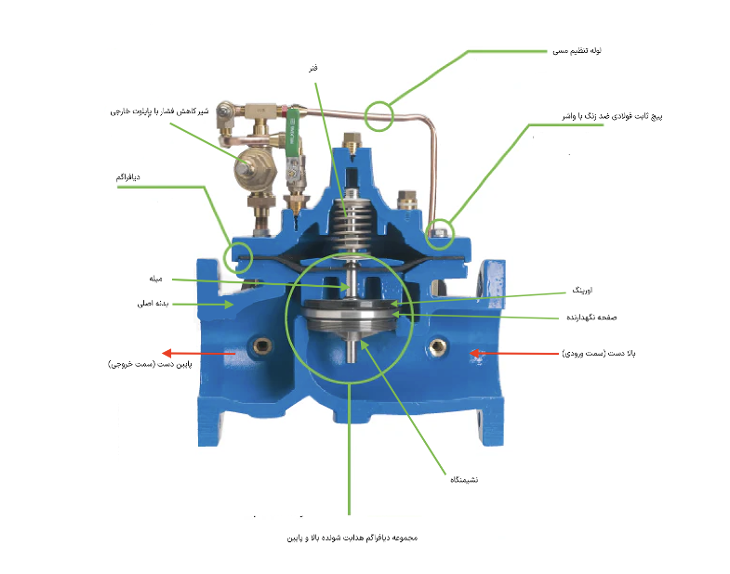 لوله تنظیم مسی
فنر
شیر کاهش فشار با پایلوت خارجی
پیچ ثابت فولادی ضد زنگ با واشر
دیافراگم
میله
اورینگ
بدنه اصلی
صفحه نگهدارنده
بالا دست (سمت ورودی)
پایین دست (سمت خروجی)
نشیمنگاه
مجموعه دیافراگم هدایت شونده بالا و پایین